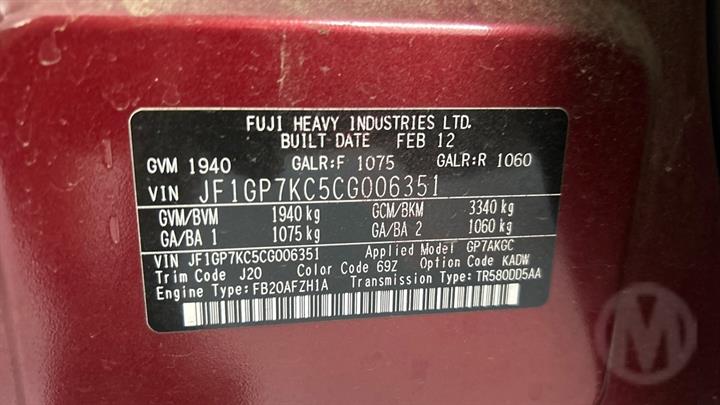 FUJI HEAVY INDUSTRIES LTD.
BUILT DATE FEB 12
GVM 1940 GALR:F 1075 GALR:R 1060
VIN JF1GP7KC5CG006351
GVM/BVM 1940 kg GCM/BKM 3340 kg
GA/BA 1 1075 kg GA/BA 2 1060 kg
VIN JF1GP7KC5CG006351 Applied Model GP7AKGC
Trim Code J20 Color Code 69Z Option Code KADW
Engine Type:FB20AFZH1A Transmission Type:TR580DD5AA
M
M